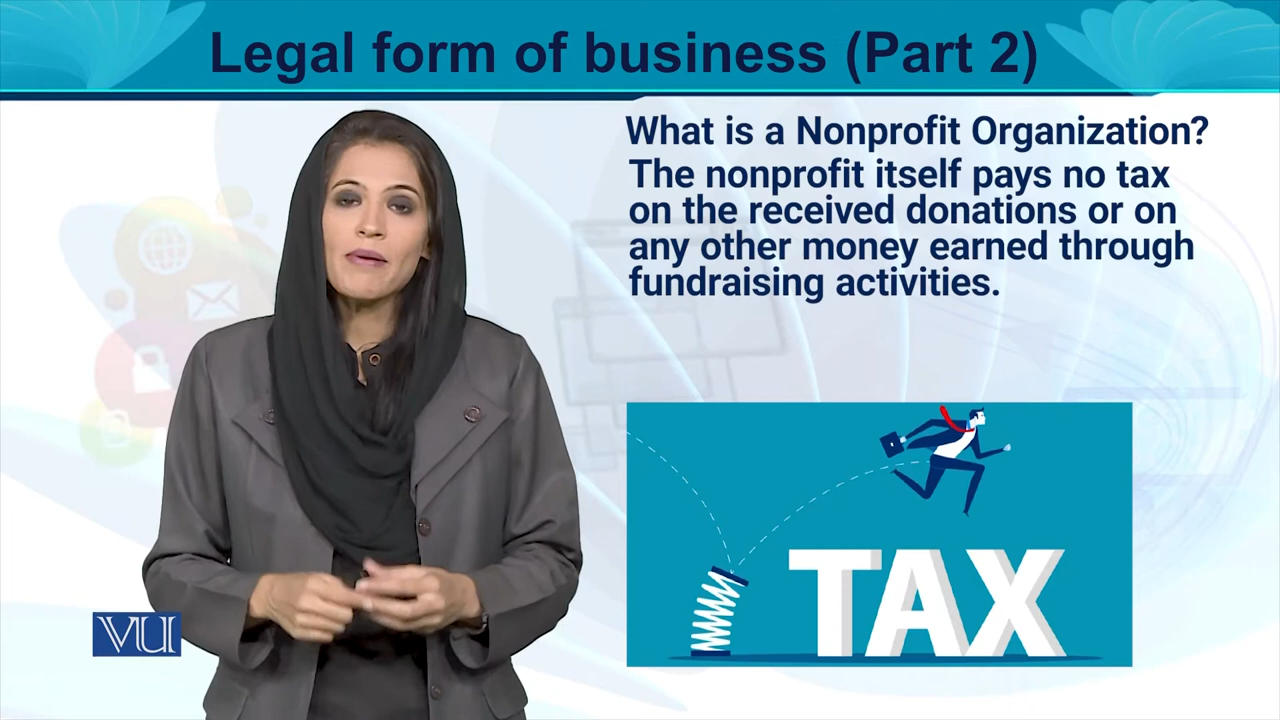 Legal form of business (Part 2)
What is a Nonprofit Organization?
The nonprofit itself pays no tax
on the received donations or on
any other money earned through
fundraising activities.
TAX
VU